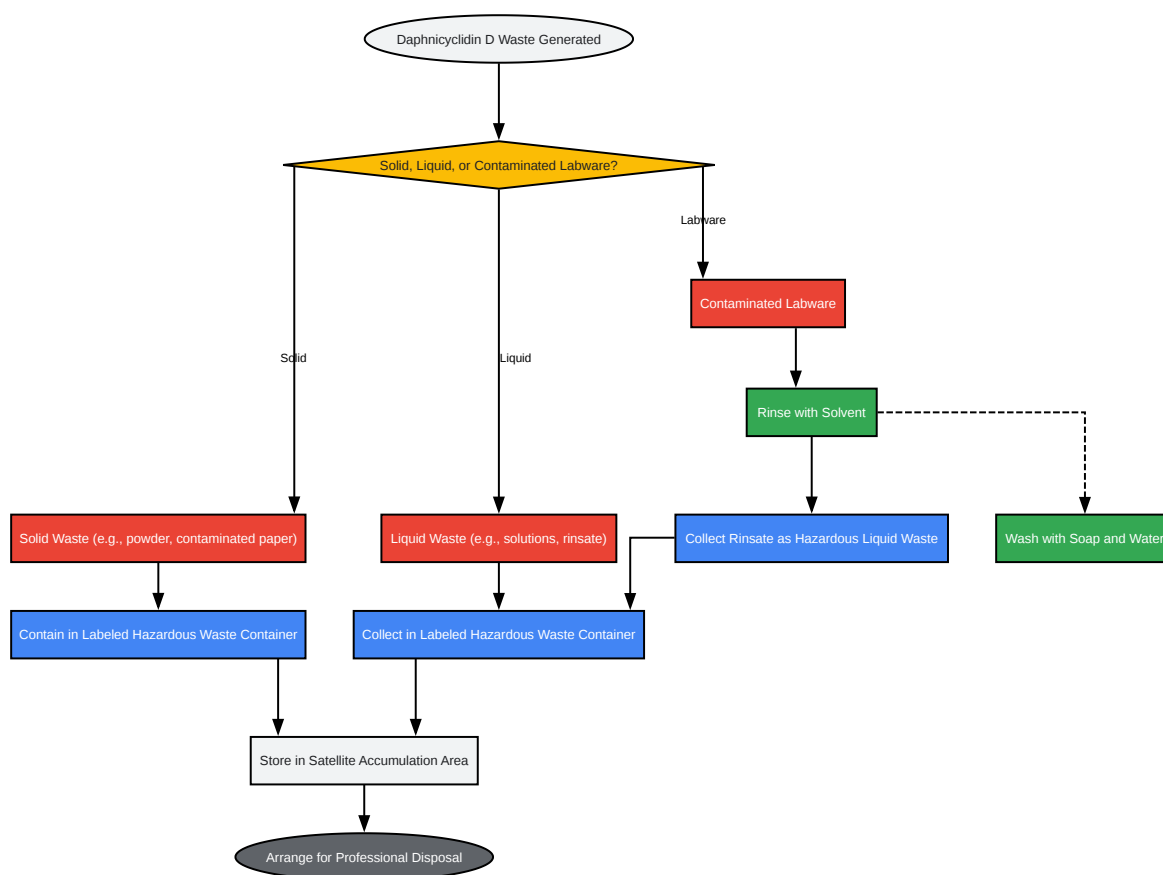 Daphnicyclidin D Waste Generated
Solid, Liquid, or Contaminated Labware?
Labware
Contaminated Labware
Solid
Liquid
Rinse with Solvent
Solid Waste (e.g., powder, contaminated paper)
Liquid Waste (e.g., solutions, rinsate)
Collect Rinsate as Hazardous Liquid Waste
Wash with Soap and Water
Contain in Labeled Hazardous Waste Container
Collect in Labeled Hazardous Waste Container
Store in Satellite Accumulation Area
Arrange for Professional Disposal